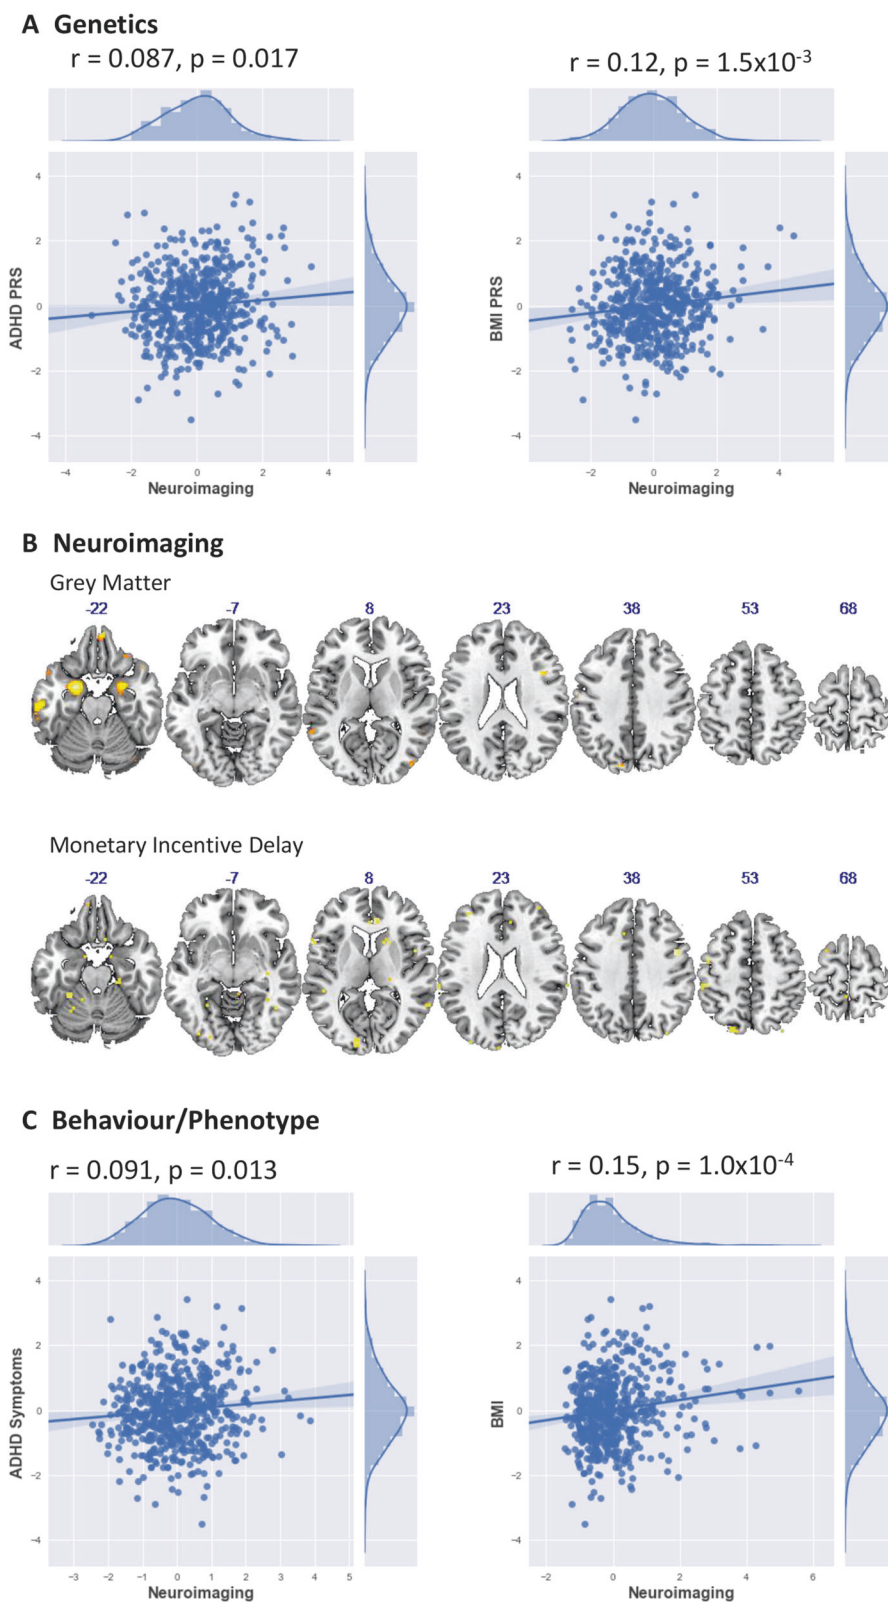 A Genetics
r = 0.087, p = 0.017
r = 0.12, p = 1.5x10⁻³
4
2
0
−2
−4
ADHD PRS
−4 −2 0 2 4
Neuroimaging
4
2
0
−2
−4
BMI PRS
−2 0 2 4
Neuroimaging
B Neuroimaging
Grey Matter
-22 -7 8 23 38 53 68
Monetary Incentive Delay
-22 -7 8 23 38 53 68
C Behaviour/Phenotype
r = 0.091, p = 0.013
r = 0.15, p = 1.0x10⁻⁴
4
2
0
−2
−4
ADHD Symptoms
−3 −2 −1 0 1 2 3 4 5
Neuroimaging
4
2
0
−2
−4
BMI
−2 0 2 4 6
Neuroimaging